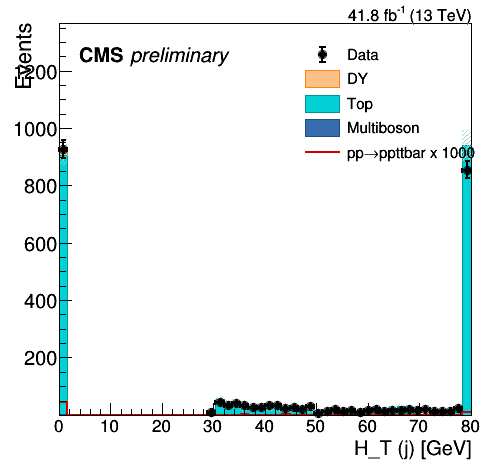 41.8 fb⁻¹ (13 TeV)
Events
CMS preliminary
Data
DY
Top
Multiboson
pp→ppttbar x 1000
1200
1000
800
600
400
200
0 10 20 30 40 50 60 70 80
H_T (j) [GeV]